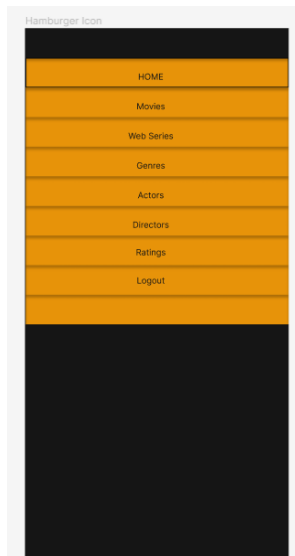 Hamburger Icon
HOME
Movies
Web Series
Genres
Actors
Directors
Ratings
Logout